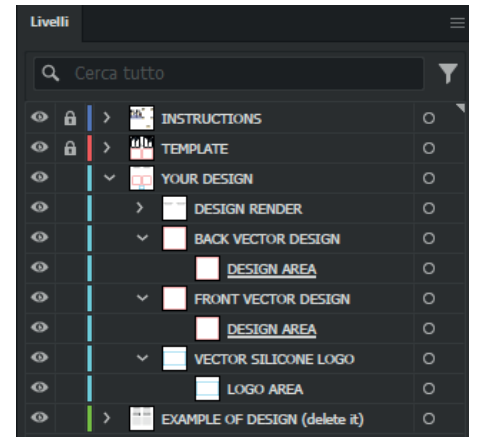 Livelli
Cerca tutto
INSTRUCTIONS
TEMPLATE
YOUR DESIGN
DESIGN RENDER
BACK VECTOR DESIGN
DESIGN AREA
FRONT VECTOR DESIGN
DESIGN AREA
VECTOR SILICONE LOGO
LOGO AREA
EXAMPLE OF DESIGN (delete it)